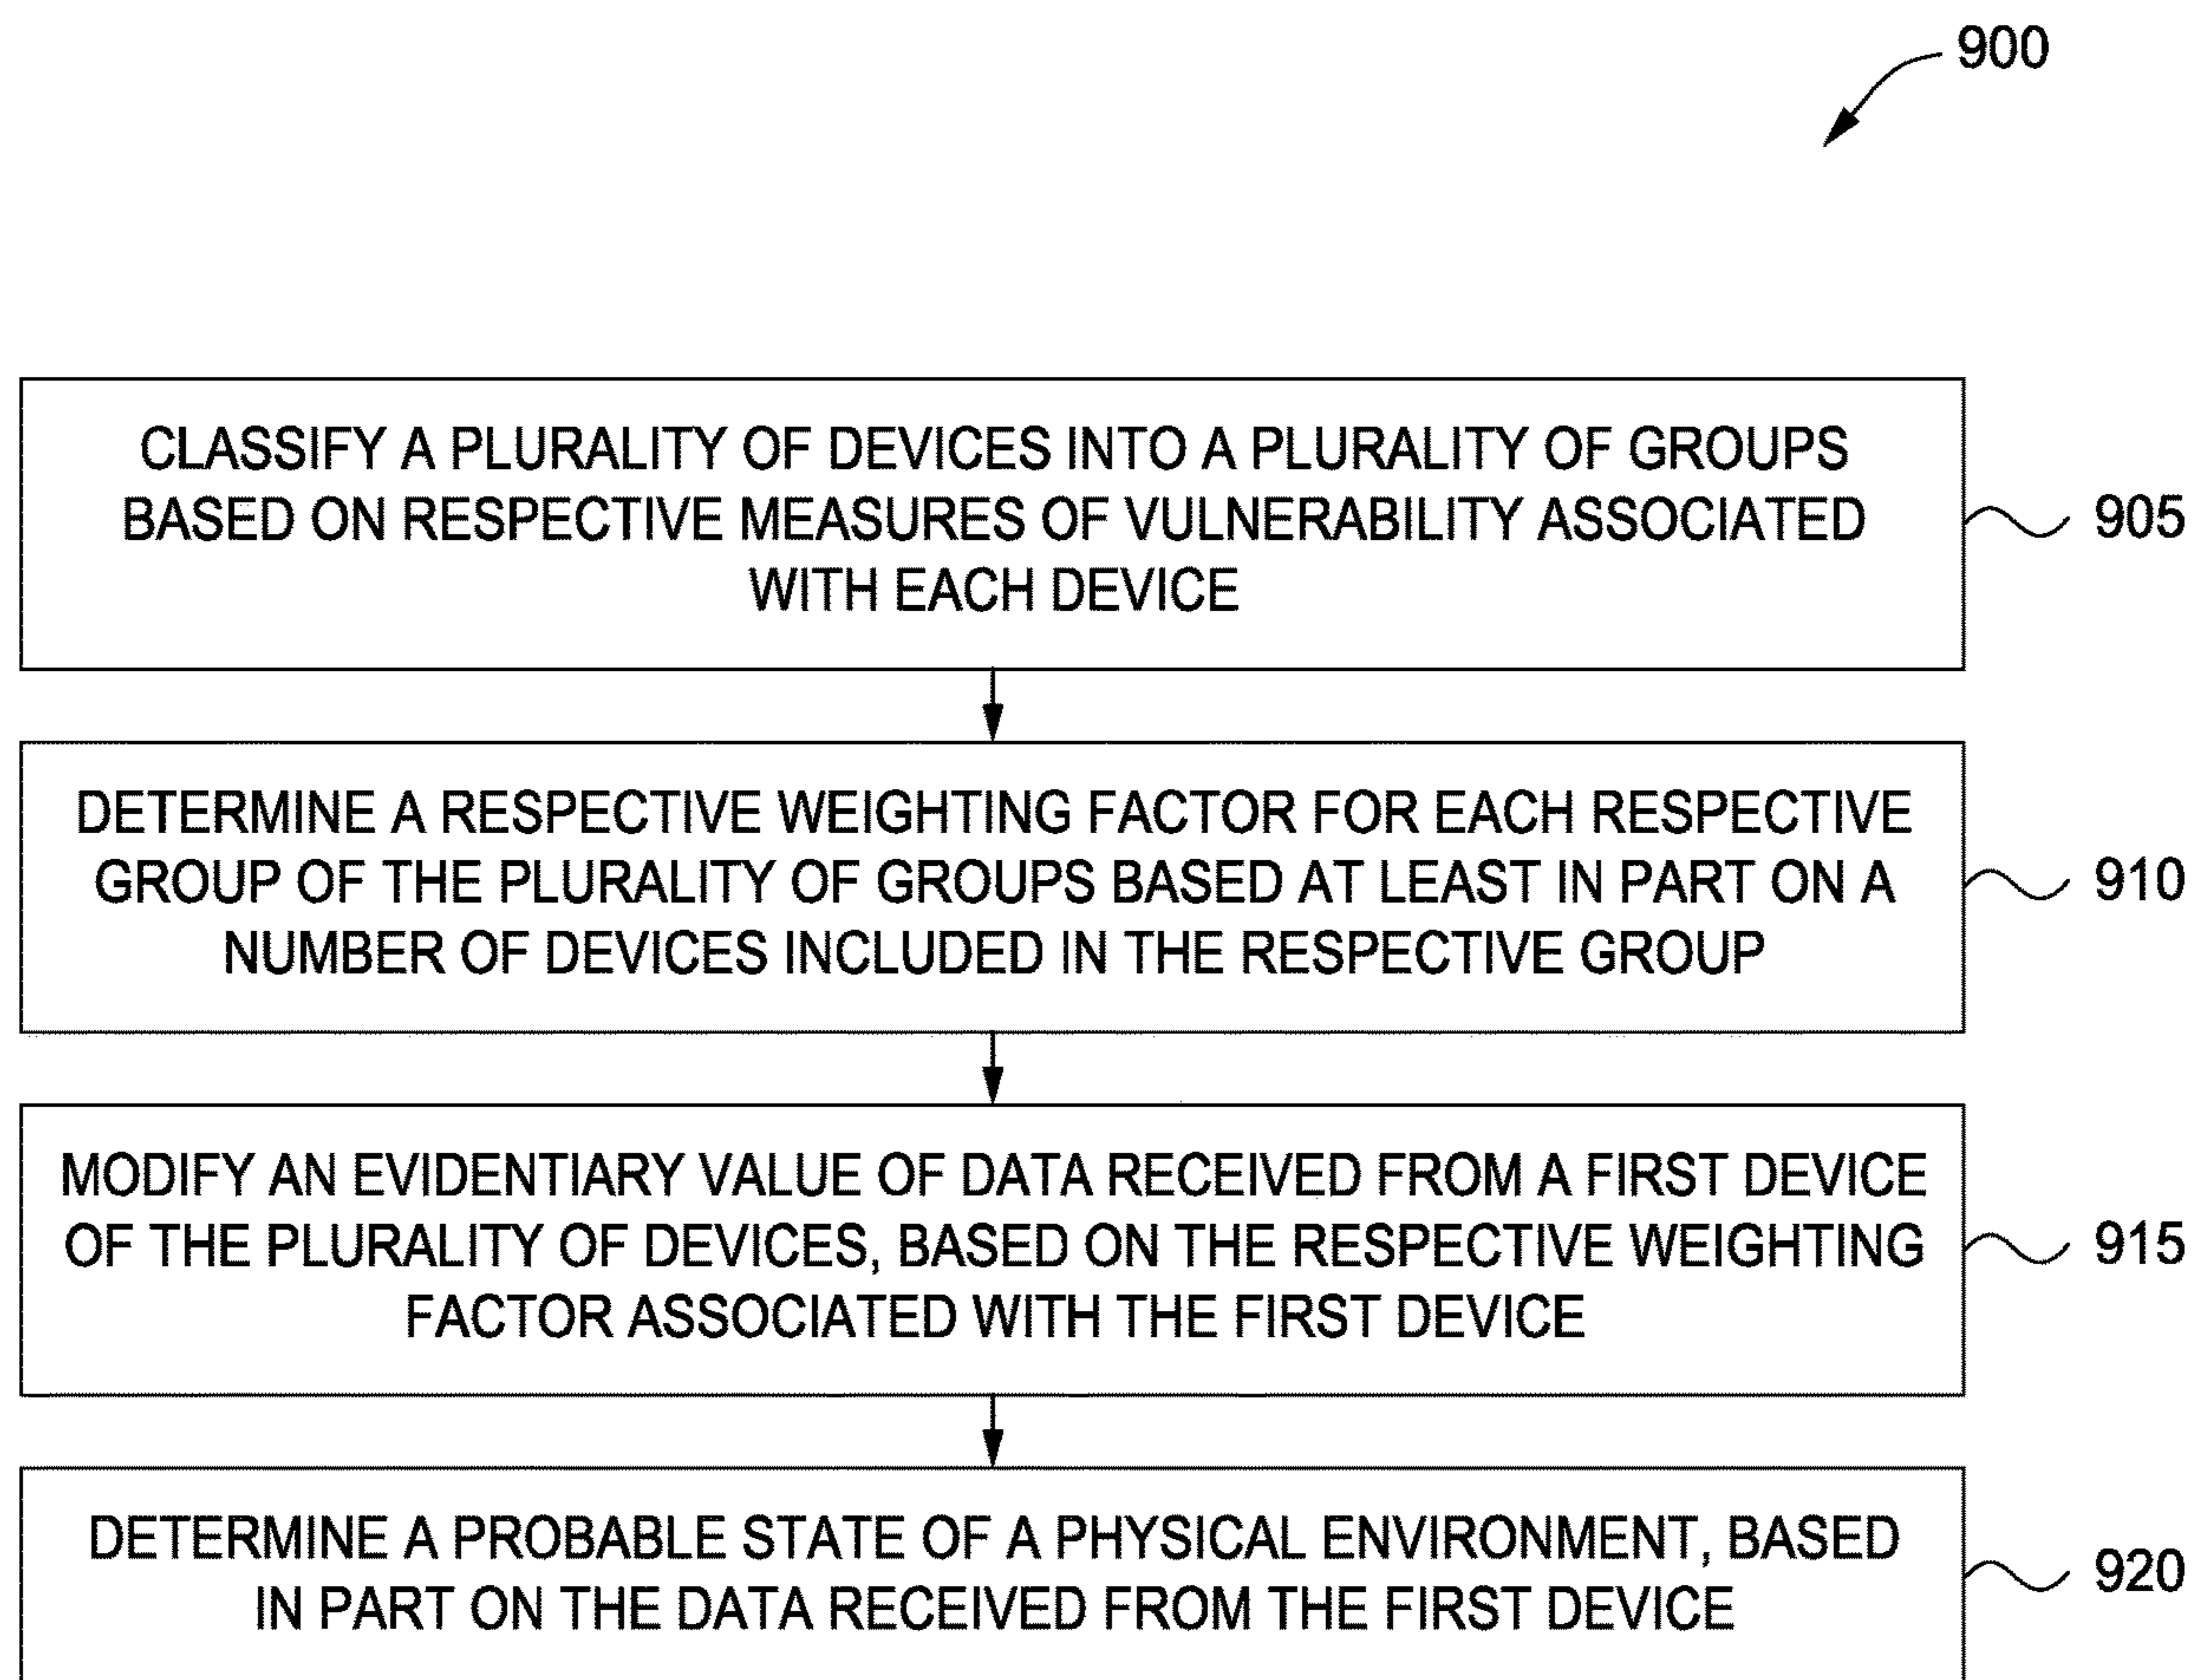 900
CLASSIFY A PLURALITY OF DEVICES INTO A PLURALITY OF GROUPS
BASED ON RESPECTIVE MEASURES OF VULNERABILITY ASSOCIATED
WITH EACH DEVICE
905
DETERMINE A RESPECTIVE WEIGHTING FACTOR FOR EACH RESPECTIVE
GROUP OF THE PLURALITY OF GROUPS BASED AT LEAST IN PART ON A
NUMBER OF DEVICES INCLUDED IN THE RESPECTIVE GROUP
910
MODIFY AN EVIDENTIARY VALUE OF DATA RECEIVED FROM A FIRST DEVICE
OF THE PLURALITY OF DEVICES, BASED ON THE RESPECTIVE WEIGHTING
FACTOR ASSOCIATED WITH THE FIRST DEVICE
915
DETERMINE A PROBABLE STATE OF A PHYSICAL ENVIRONMENT, BASED
IN PART ON THE DATA RECEIVED FROM THE FIRST DEVICE
920